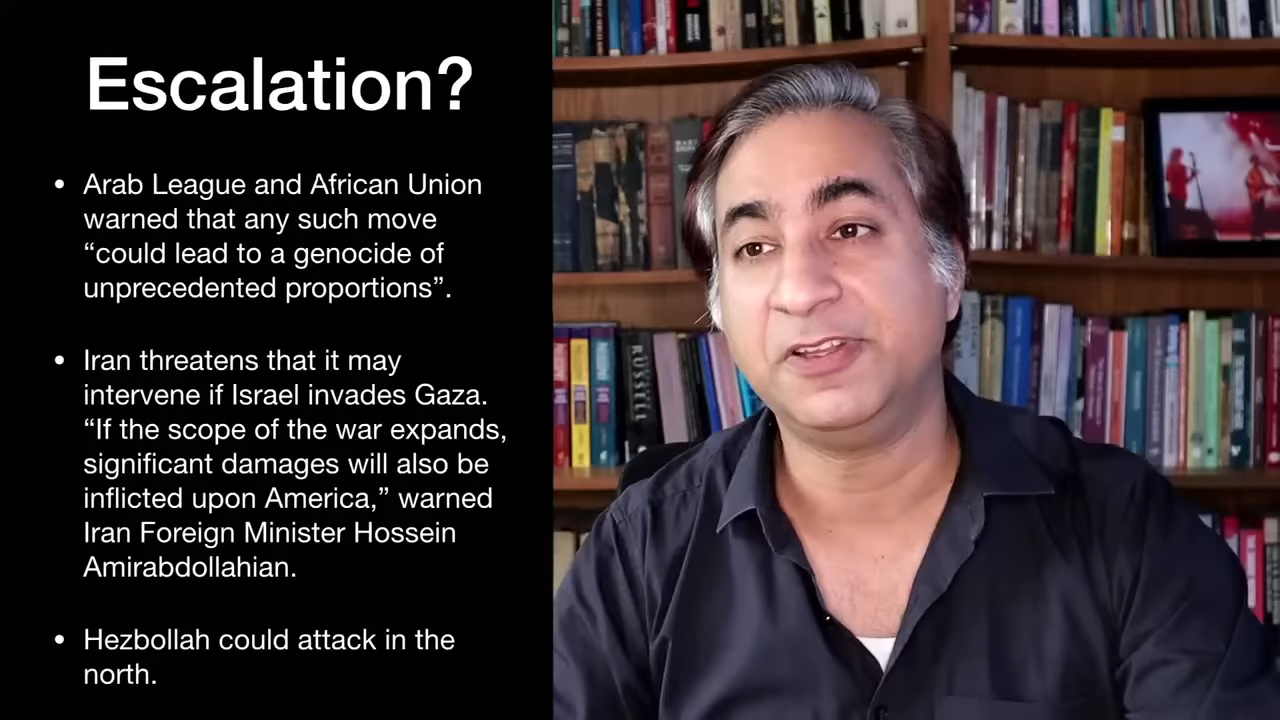 Escalation?
• Arab League and African Union
warned that any such move
“could lead to a genocide of
unprecedented proportions”.
• Iran threatens that it may
intervene if Israel invades Gaza.
“If the scope of the war expands,
significant damages will also be
inflicted upon America,” warned
Iran Foreign Minister Hossein
Amirabdollahian.
• Hezbollah could attack in the
north.
RUSSELL